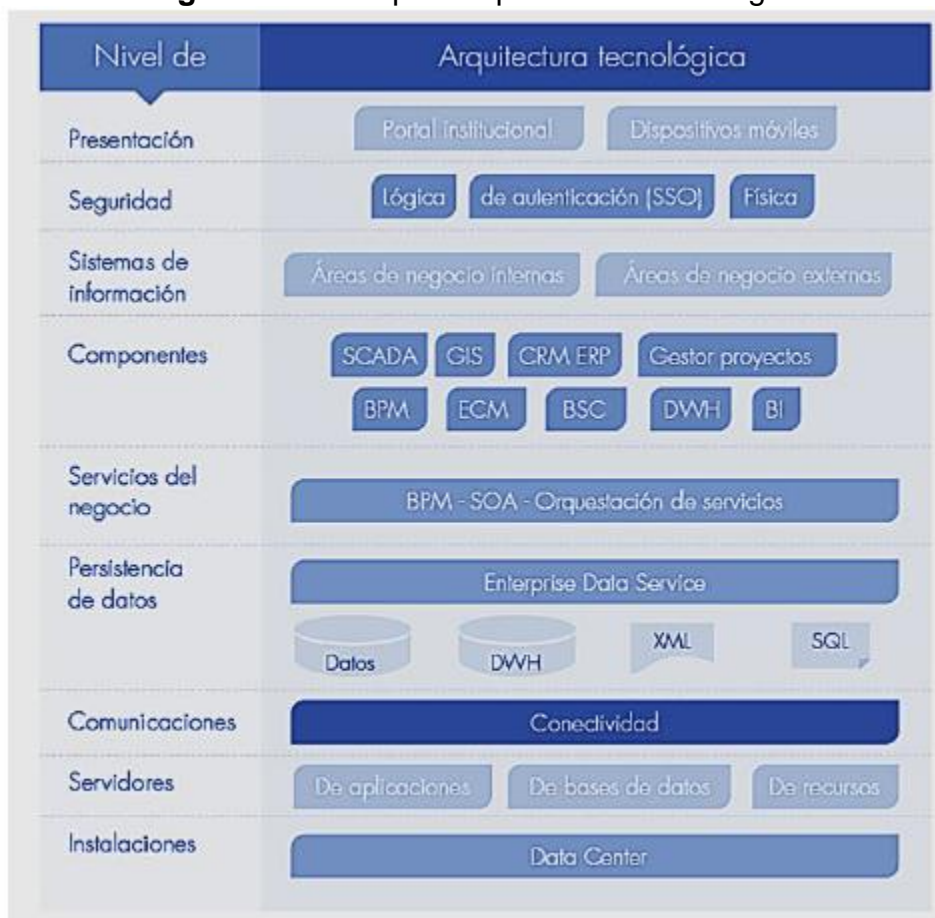 Nivel de
Arquitectura tecnológica
Presentación
Portal institucional
Dispositivos móviles
Seguridad
Lógica
de autenticación (SSO)
Física
Sistemas de
información
Áreas de negocio internas
Áreas de negocio externas
Componentes
SCADA
GIS
CRM ERP
Gestor proyectos
BPM
ECM
BSC
DWH
BI
Servicios del
negocio
BPM - SOA - Orquestación de servicios
Persistencia
de datos
Enterprise Data Service
Datos
DWH
XML
SQL
Comunicaciones
Conectividad
Servidores
De aplicaciones
De bases de datos
De recursos
Instalaciones
Data Center